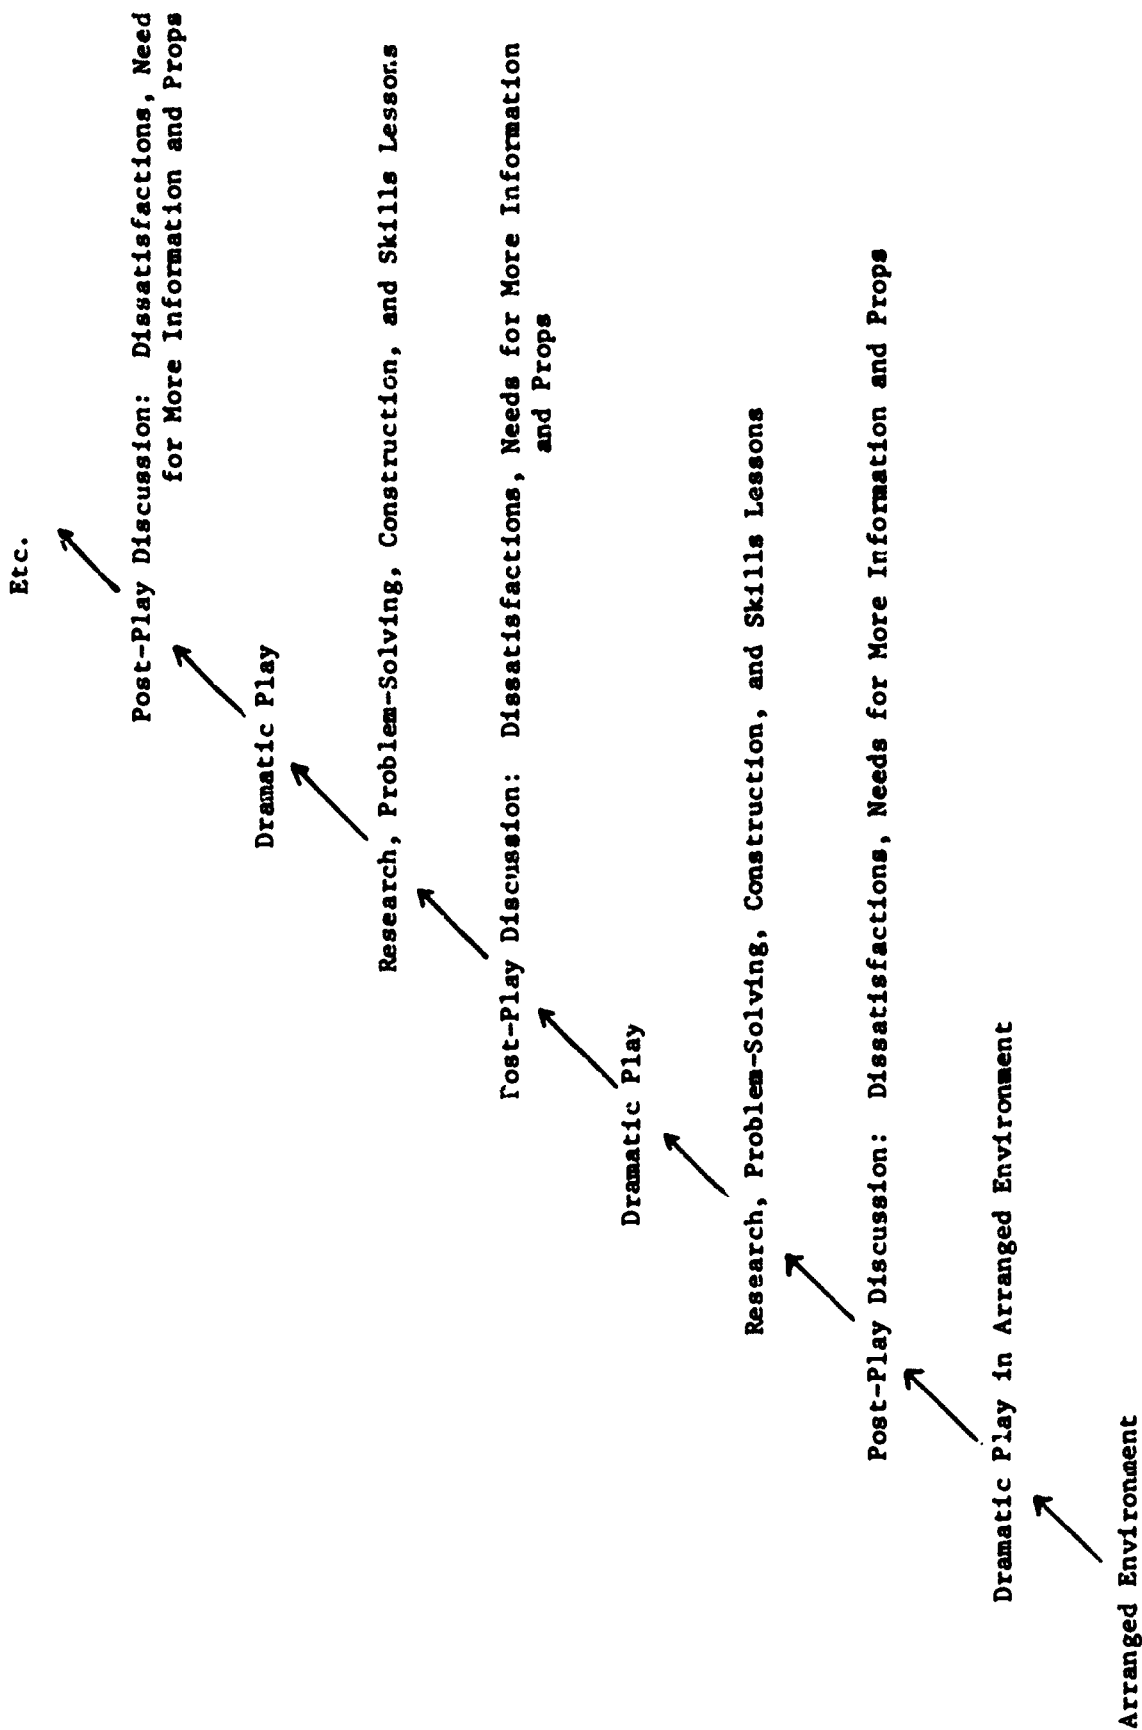 Etc.
Post-Play Discussion: Dissatisfactions, Need
for More Information and Props
Dramatic Play
Research, Problem-Solving, Construction, and Skills Lessons
Post-Play Discussion: Dissatisfactions, Needs for More Information
and Props
Dramatic Play
Research, Problem-Solving, Construction, and Skills Lessons
Post-Play Discussion: Dissatisfactions, Needs for More Information and Props
Dramatic Play in Arranged Environment
Arranged Environment